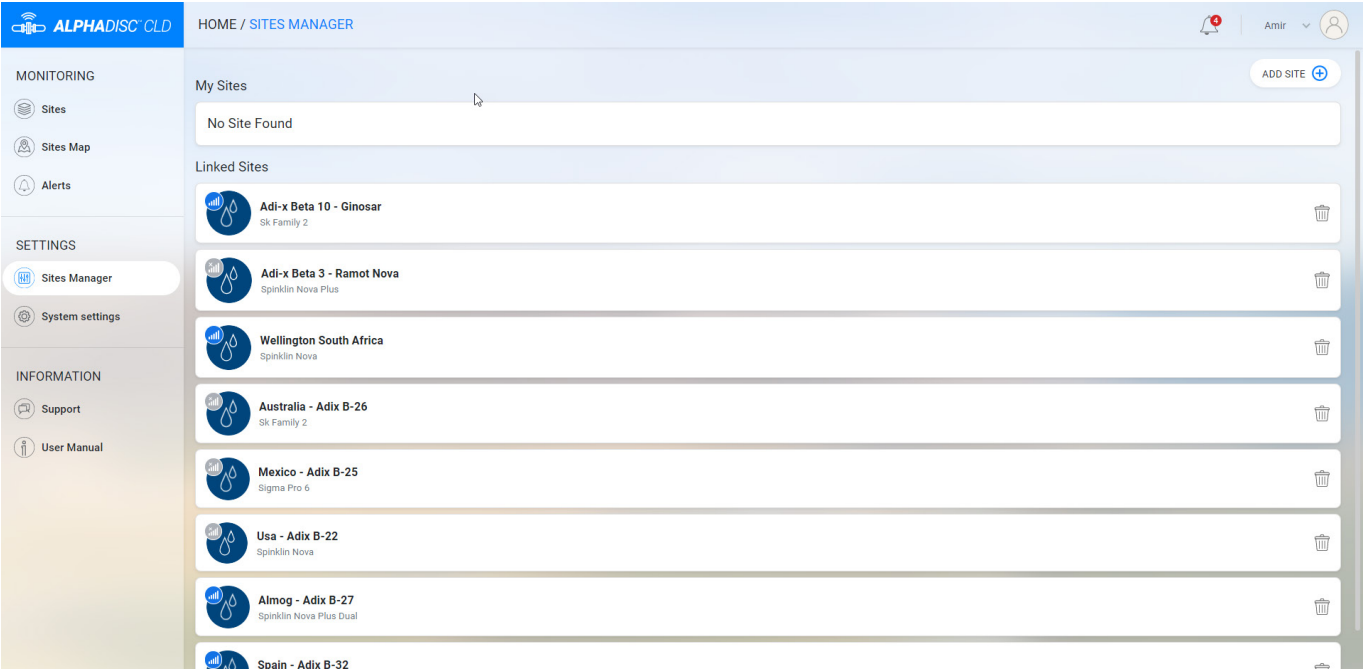 ALPHADISC™ CLD
HOME / SITES MANAGER
4
Amir
MONITORING
Sites
Sites Map
Alerts
SETTINGS
Sites Manager
System settings
INFORMATION
Support
User Manual
ADD SITE
My Sites
No Site Found
Linked Sites
Adi-x Beta 10 - Ginosar
Sk Family 2
Adi-x Beta 3 - Ramot Nova
Spinklin Nova Plus
Wellington South Africa
Spinklin Nova
Australia - Adix B-26
Sk Family 2
Mexico - Adix B-25
Sigma Pro 6
Usa - Adix B-22
Spinklin Nova
Almog - Adix B-27
Spinklin Nova Plus Dual
Spain - Adix B-32